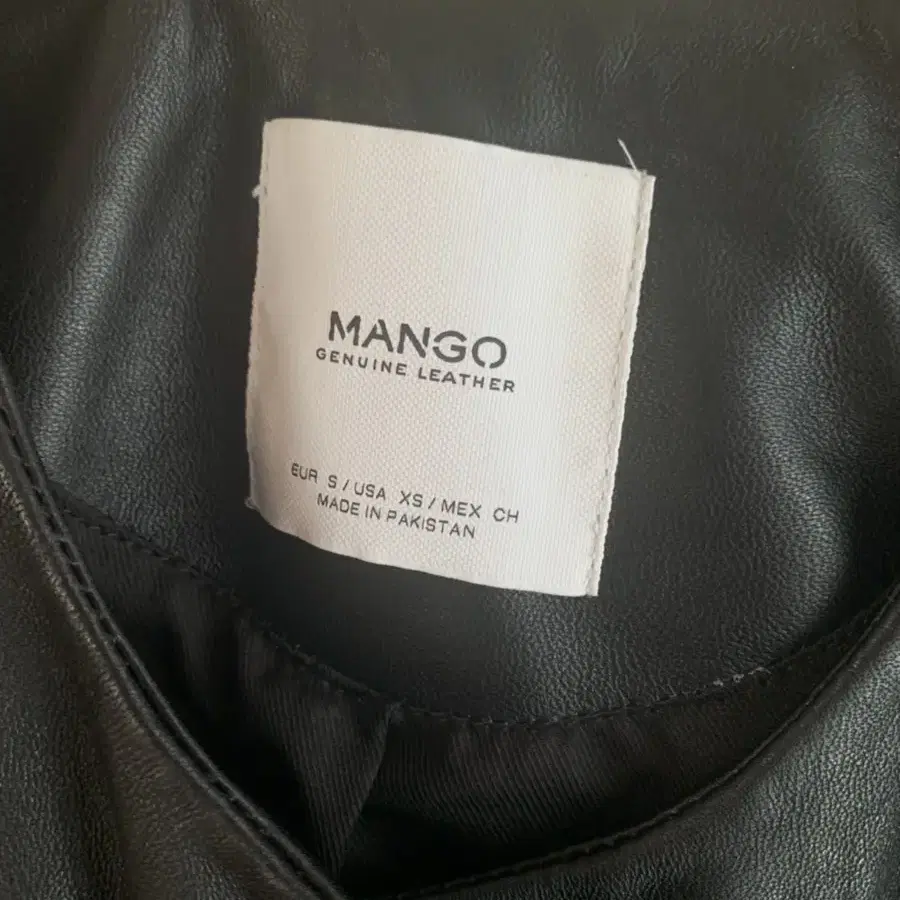 MANGO
GENUINE LEATHER
EUR S / USA XS / MEX CH
MADE IN PAKISTAN